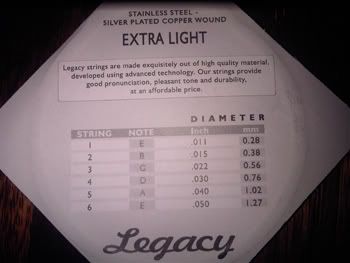 STAINLESS STEEL -
SILVER PLATED COPPER WOUND
EXTRA LIGHT
Legacy strings are made exquisitely out of high quality material,
developed using advanced technology. Our strings provide
good pronunciation, pleasant tone and durability,
at an affordable price.
DIAMETER
STRING NOTE Inch mm
1 E .011 0.28
2 B .015 0.38
3 G .022 0.56
4 D .030 0.76
5 A .040 1.02
6 E .050 1.27
Legacy